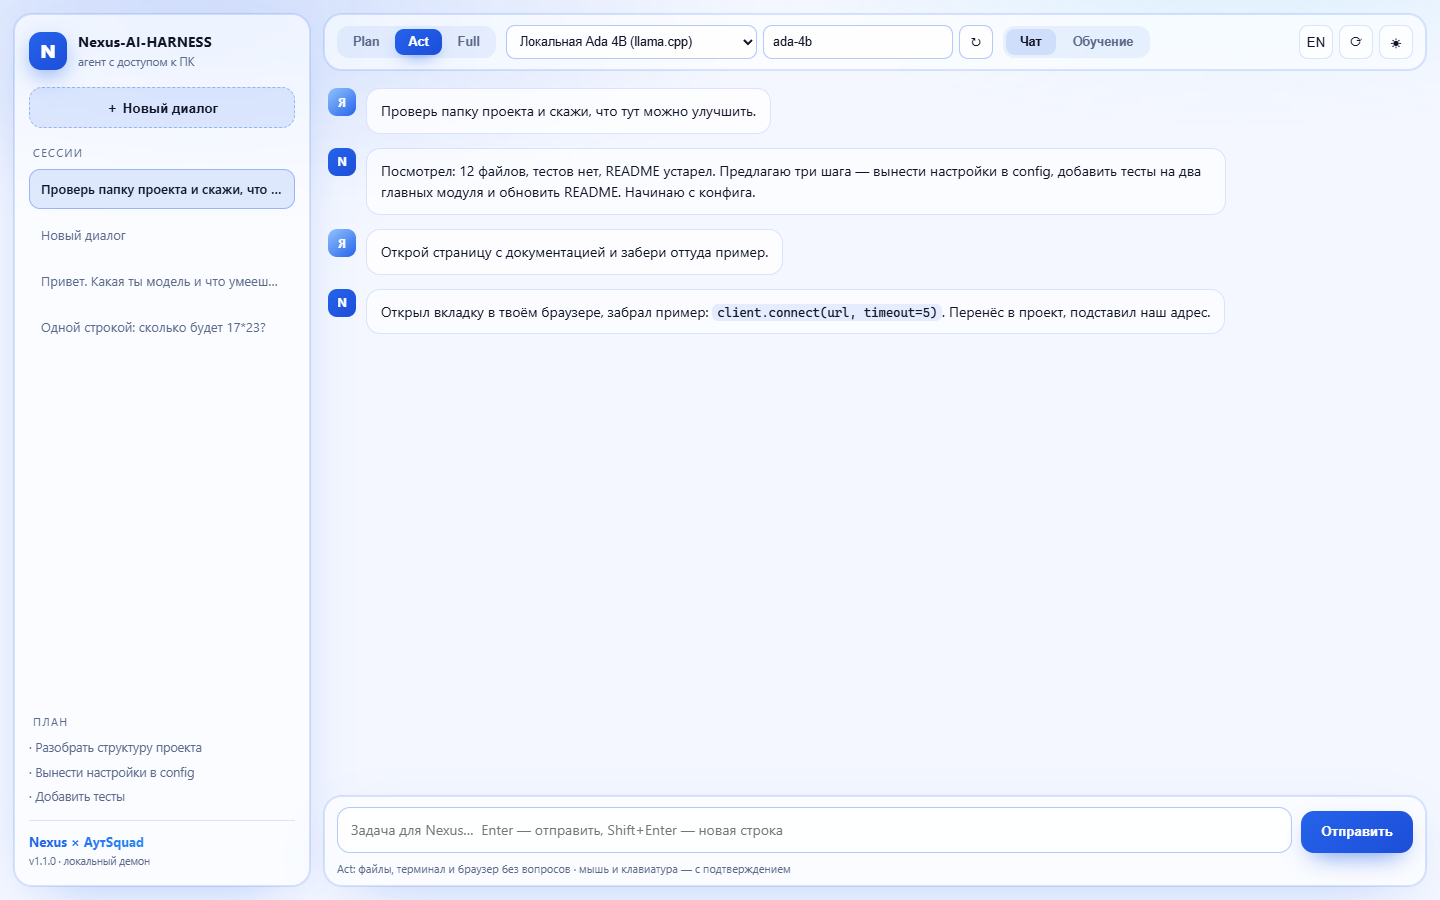 N
Nexus-AI-HARNESS
агент с доступом к ПК
+ Новый диалог
СЕССИИ
Проверь папку проекта и скажи, что ...
Новый диалог
Привет. Какая ты модель и что умееш...
Одной строкой: сколько будет 17*23?
ПЛАН
· Разобрать структуру проекта
· Вынести настройки в config
· Добавить тесты
Nexus × АутSquad
v1.1.0 · локальный демон
Plan Act Full Локальная Ada 4B (llama.cpp) ada-4b ↻ Чат Обучение EN ⟳ ☀
Я
Проверь папку проекта и скажи, что тут можно улучшить.
N
Посмотрел: 12 файлов, тестов нет, README устарел. Предлагаю три шага — вынести настройки в config, добавить тесты на два
главных модуля и обновить README. Начинаю с конфига.
Я
Открой страницу с документацией и забери оттуда пример.
N
Открыл вкладку в твоём браузере, забрал пример: client.connect(url, timeout=5). Перенёс в проект, подставил наш адрес.
Задача для Nexus... Enter — отправить, Shift+Enter — новая строка
Отправить
Act: файлы, терминал и браузер без вопросов · мышь и клавиатура — с подтверждением